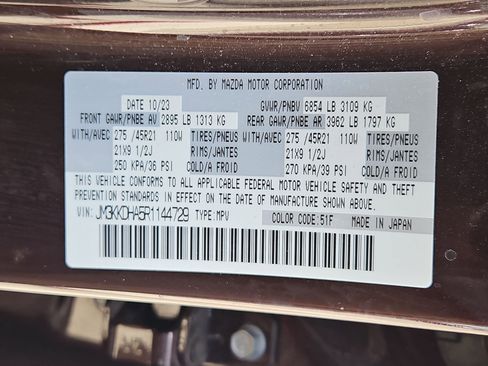 MFD. BY MAZDA MOTOR CORPORATION
DATE 10/23 GVWR/PNBV 6854 LB 3109 KG
FRONT GAWR/PNBE AV 2895 LB 1313 KG REAR GAWR/PNBE AR 3962 LB 1797 KG
WITH/AVEC 275 /45R21 110W TIRES/PNEUS WITH/AVEC 275 /45R21 110W TIRES/PNEUS
21X9 1/2J RIMS/JANTES 21X9 1/2J RIMS/JANTES
250 KPA/36 PSI COLD/A FROID 270 KPA/39 PSI COLD/A FROID
THIS VEHICLE CONFORMS TO ALL APPLICABLE FEDERAL MOTOR VEHICLE SAFETY AND THEFT
PREVENTION STANDARDS IN EFFECT ON THE DATE OF MANUFACTURE SHOWN ABOVE.
VIN: JM3KKDHA5R1144729 TYPE: MPV COLOR CODE: 51F MADE IN JAPAN